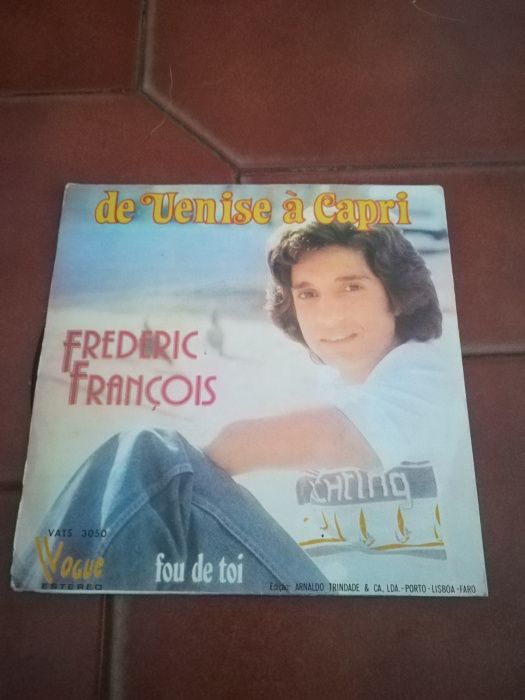 de Venise à Capri
FREDERIC
FRANÇOIS
VATS 3050
VOGUE
ESTEREO
fou de toi
Edição: ARNALDO TRINDADE & CA, LDA.-PORTO-LISBOA-FARO